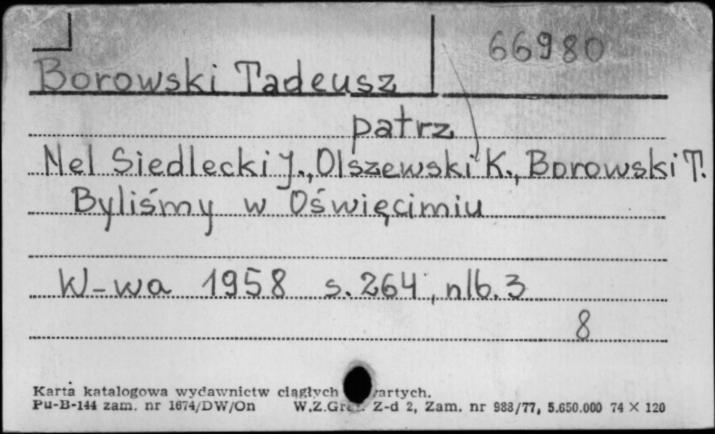 66980
Borowski Tadeusz
patrz
Nel Siedlecki J., Olszewski K., Borowski T.
Byliśmy w Oświęcimiu
W-wa 1958 s. 264, nlb. 3
8
Karta katalogowa wydawnictw ciągłych
Pu-B-144 zam. nr 1674/DW/On W.Z.Graf. Z-d 2, Zam. nr 988/77, 5.650.000 74 × 120